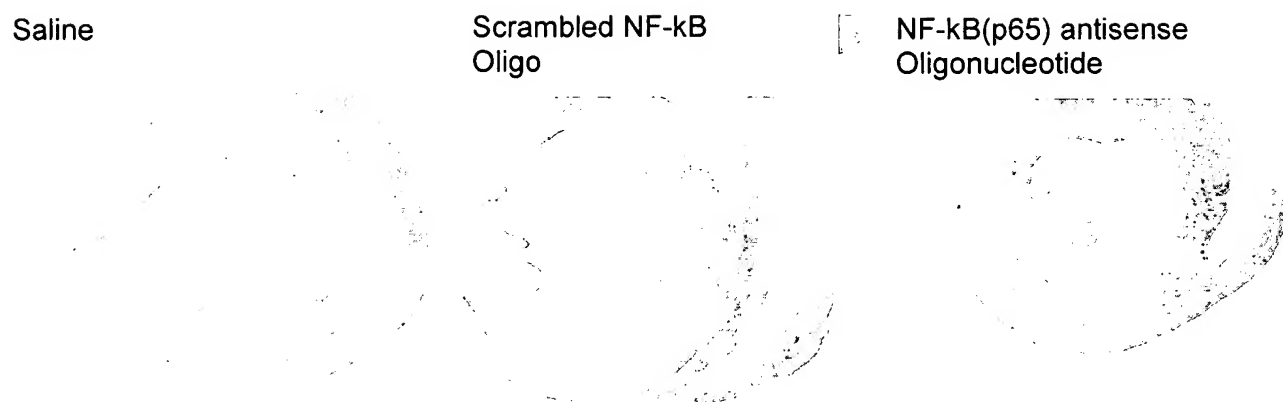 Saline
Scrambled NF-kB
Oligo
NF-kB(p65) antisense
Oligonucleotide